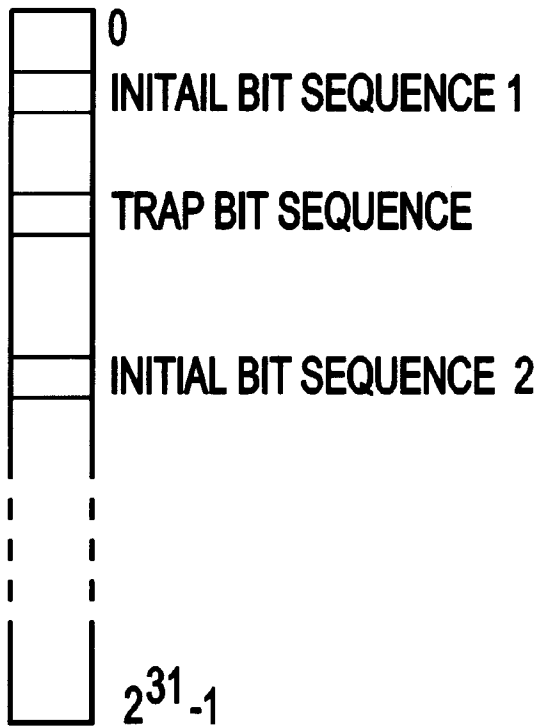 0
INITAIL BIT SEQUENCE 1
TRAP BIT SEQUENCE
INITIAL BIT SEQUENCE 2
2^31-1